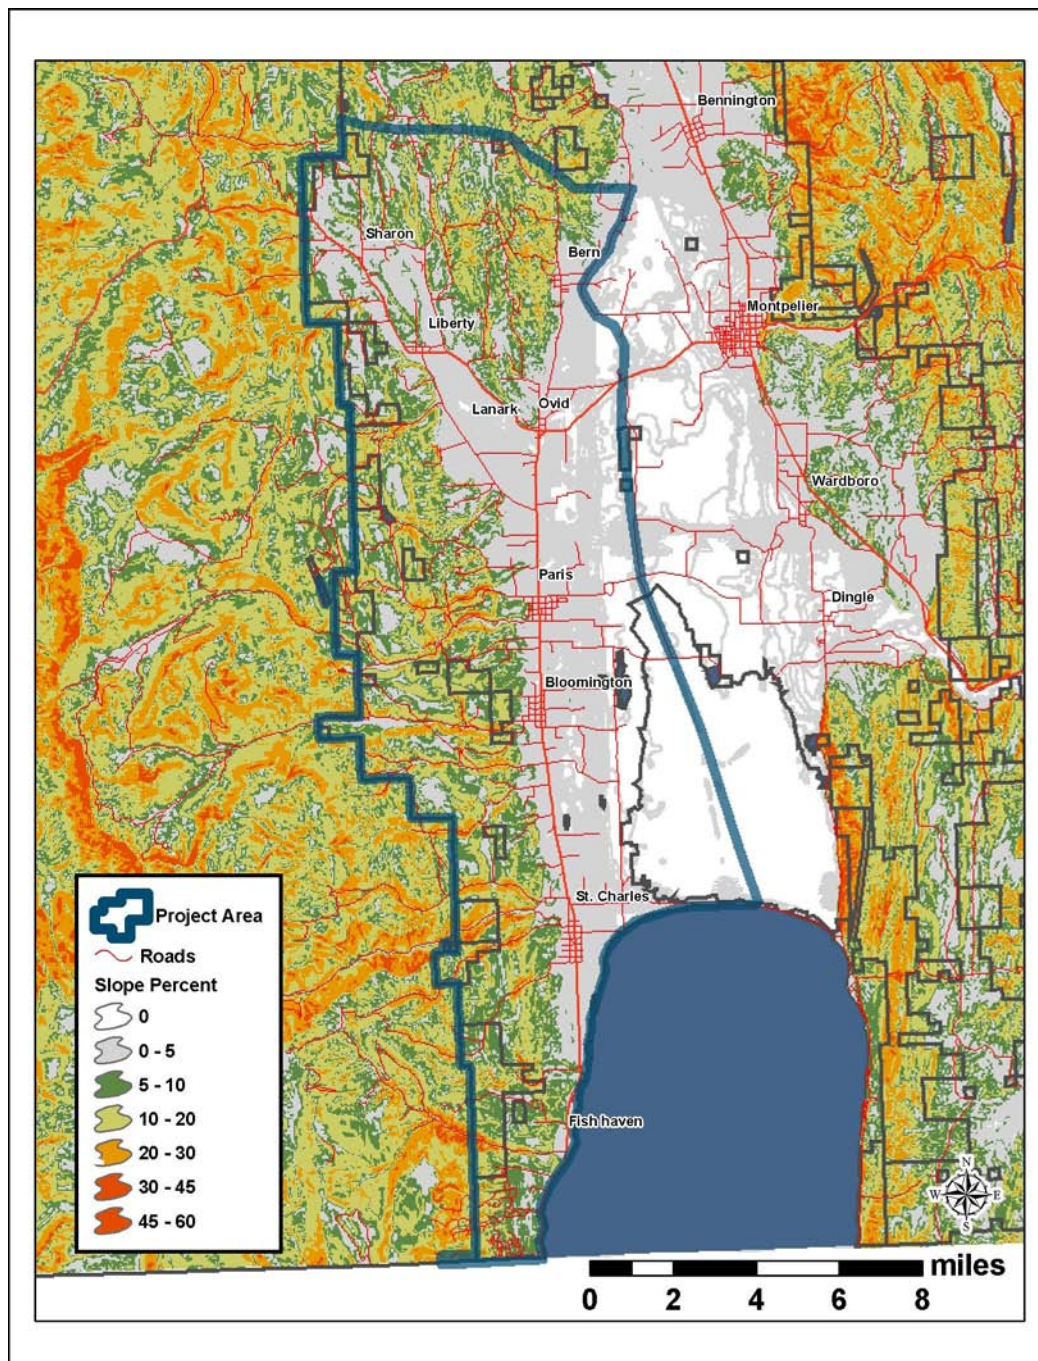 Bennington
Sharon
Bern
Montpelier
Liberty
Lanark
Ovid
Wardboro
Paris
Dingle
Bloomington
St. Charles
Fish haven
Project Area
Roads
Slope Percent
0
0 - 5
5 - 10
10 - 20
20 - 30
30 - 45
45 - 60
N
W
E
S
miles
0 2 4 6 8